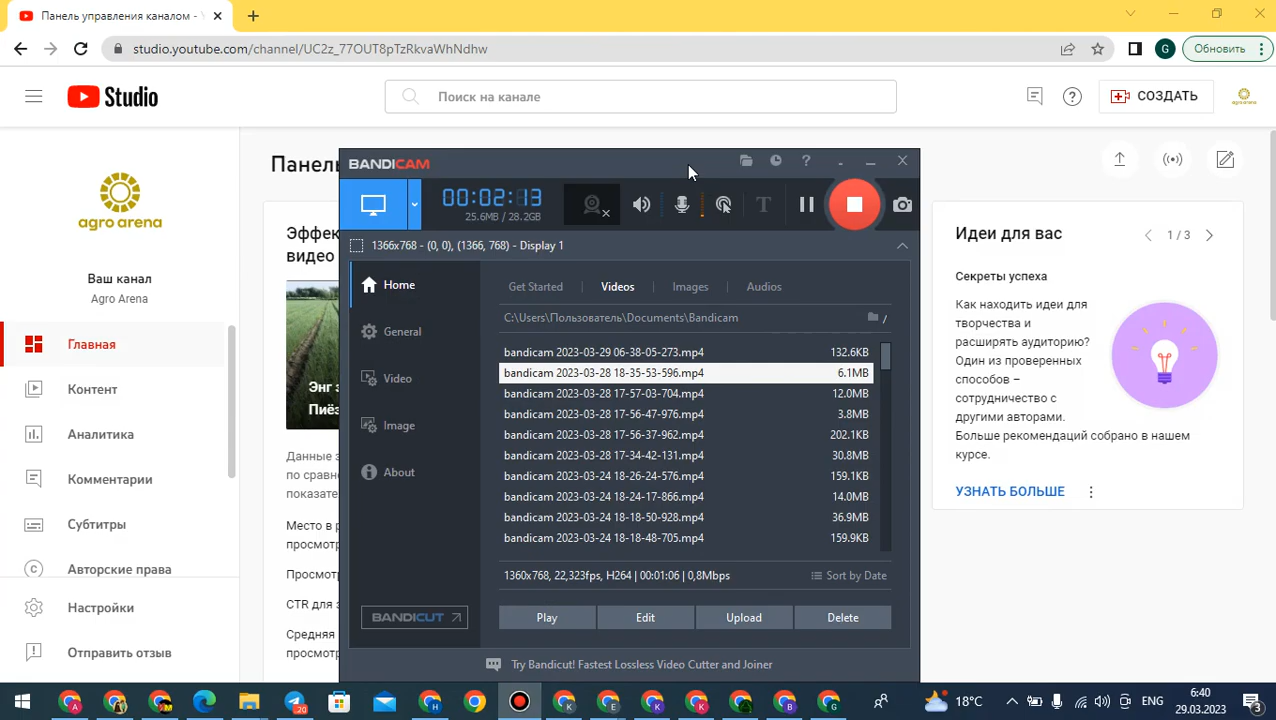 Панель управления каналом - Y
studio.youtube.com/channel/UC2z_77OUT8pTzRkvaWhNdhw
G
Обновить
Studio
Поиск на канале
СОЗДАТЬ
agro arena
Ваш канал
Agro Arena
Главная
Контент
Аналитика
Комментарии
Субтитры
Авторские права
Настройки
Отправить отзыв
Панель
Эффек
видео
Энг з
Пиёз
Данные з
по сравне
показател
Место в р
просмотр
Просмотр
CTR для з
Средняя
просмотр
BANDICAM
00:02:13
25.6MB / 28.2GB
1366x768 - (0, 0), (1366, 768) - Display 1
Home
General
Video
Image
About
BANDICUT
Get Started
Videos
Images
Audios
C:\Users\Пользователь\Documents\Bandicam
/
bandicam 2023-03-29 06-38-05-273.mp4 132.6KB
bandicam 2023-03-28 18-35-53-596.mp4 6.1MB
bandicam 2023-03-28 17-57-03-704.mp4 12.0MB
bandicam 2023-03-28 17-56-47-976.mp4 3.8MB
bandicam 2023-03-28 17-56-37-962.mp4 202.1KB
bandicam 2023-03-28 17-34-42-131.mp4 30.8MB
bandicam 2023-03-24 18-26-24-576.mp4 159.1KB
bandicam 2023-03-24 18-24-17-866.mp4 14.0MB
bandicam 2023-03-24 18-18-50-928.mp4 36.9MB
bandicam 2023-03-24 18-18-48-705.mp4 159.9KB
1360x768, 22,323fps, H264 | 00:01:06 | 0,8Mbps
Sort by Date
Play
Edit
Upload
Delete
Try Bandicut! Fastest Lossless Video Cutter and Joiner
Идеи для вас
1 / 3
Секреты успеха
Как находить идеи для
творчества и
расширять аудиторию?
Один из проверенных
способов –
сотрудничество с
другими авторами.
Больше рекомендаций собрано в нашем
курсе.
УЗНАТЬ БОЛЬШЕ
18°C
ENG
6:40
29.03.2023
3